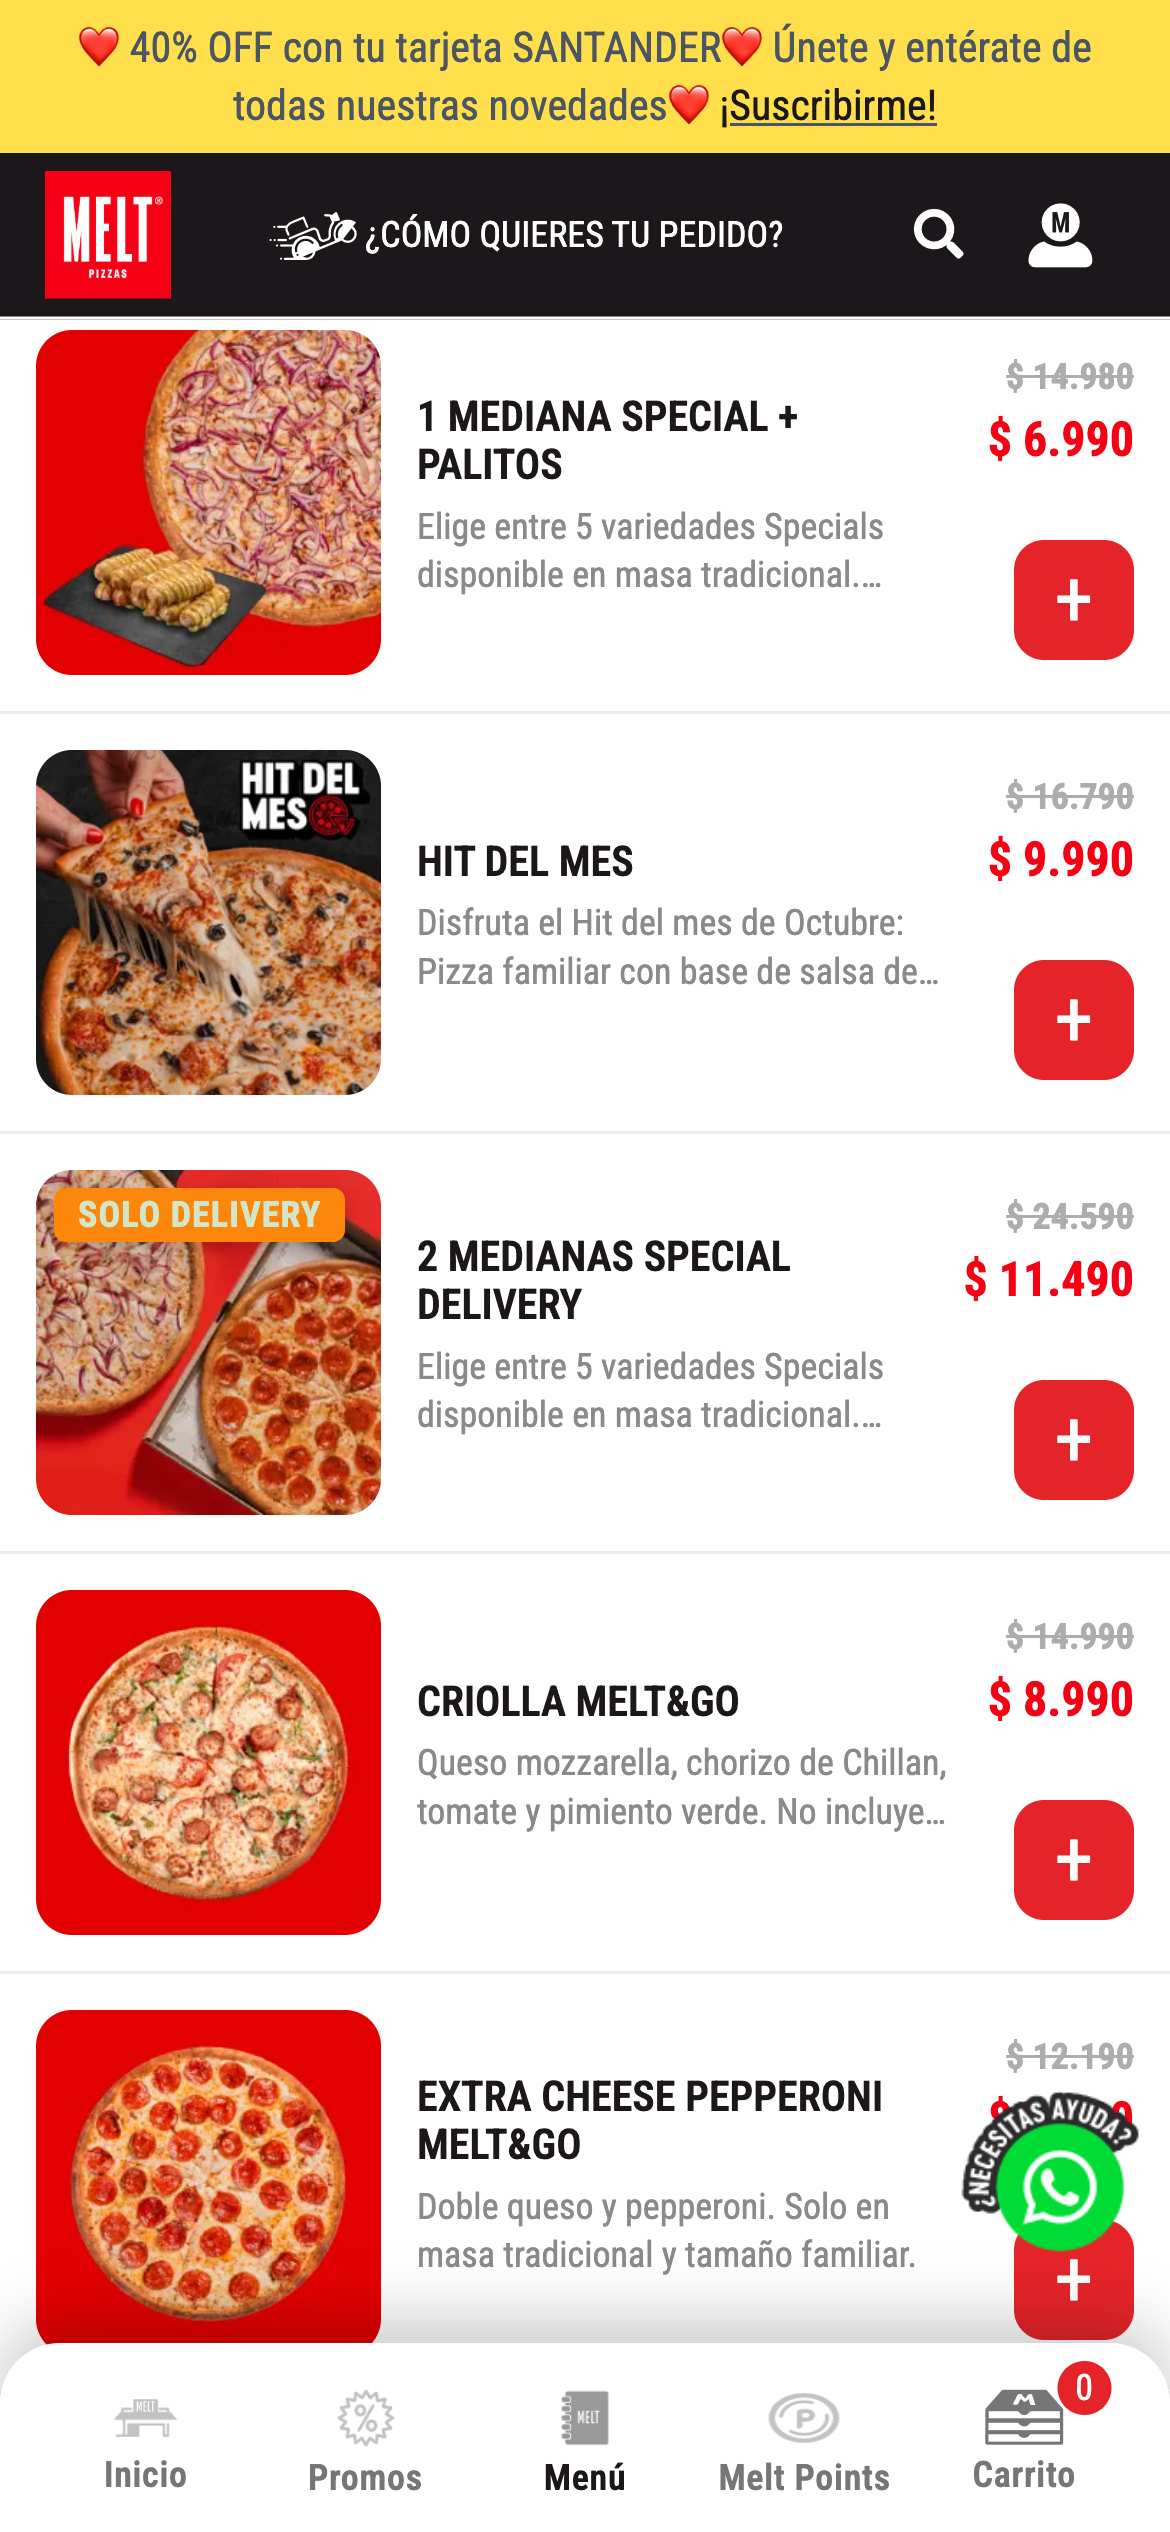 ❤️ 40% OFF con tu tarjeta SANTANDER❤️ Únete y entérate de
todas nuestras novedades❤️ ¡Suscribirme!
MELT®
PIZZAS
¿CÓMO QUIERES TU PEDIDO?
M
1 MEDIANA SPECIAL +
PALITOS
Elige entre 5 variedades Specials
disponible en masa tradicional....
$ 14.980
$ 6.990
+
HIT DEL
MES
HIT DEL MES
Disfruta el Hit del mes de Octubre:
Pizza familiar con base de salsa de...
$ 16.790
$ 9.990
+
SOLO DELIVERY
2 MEDIANAS SPECIAL
DELIVERY
Elige entre 5 variedades Specials
disponible en masa tradicional....
$ 24.590
$ 11.490
+
CRIOLLA MELT&GO
Queso mozzarella, chorizo de Chillan,
tomate y pimiento verde. No incluye...
$ 14.990
$ 8.990
+
EXTRA CHEESE PEPPERONI
MELT&GO
Doble queso y pepperoni. Solo en
masa tradicional y tamaño familiar.
$ 12.190
¿NECESITAS AYUDA?
+
MELT
Inicio
%
Promos
MELT
Menú
P
Melt Points
M
0
Carrito